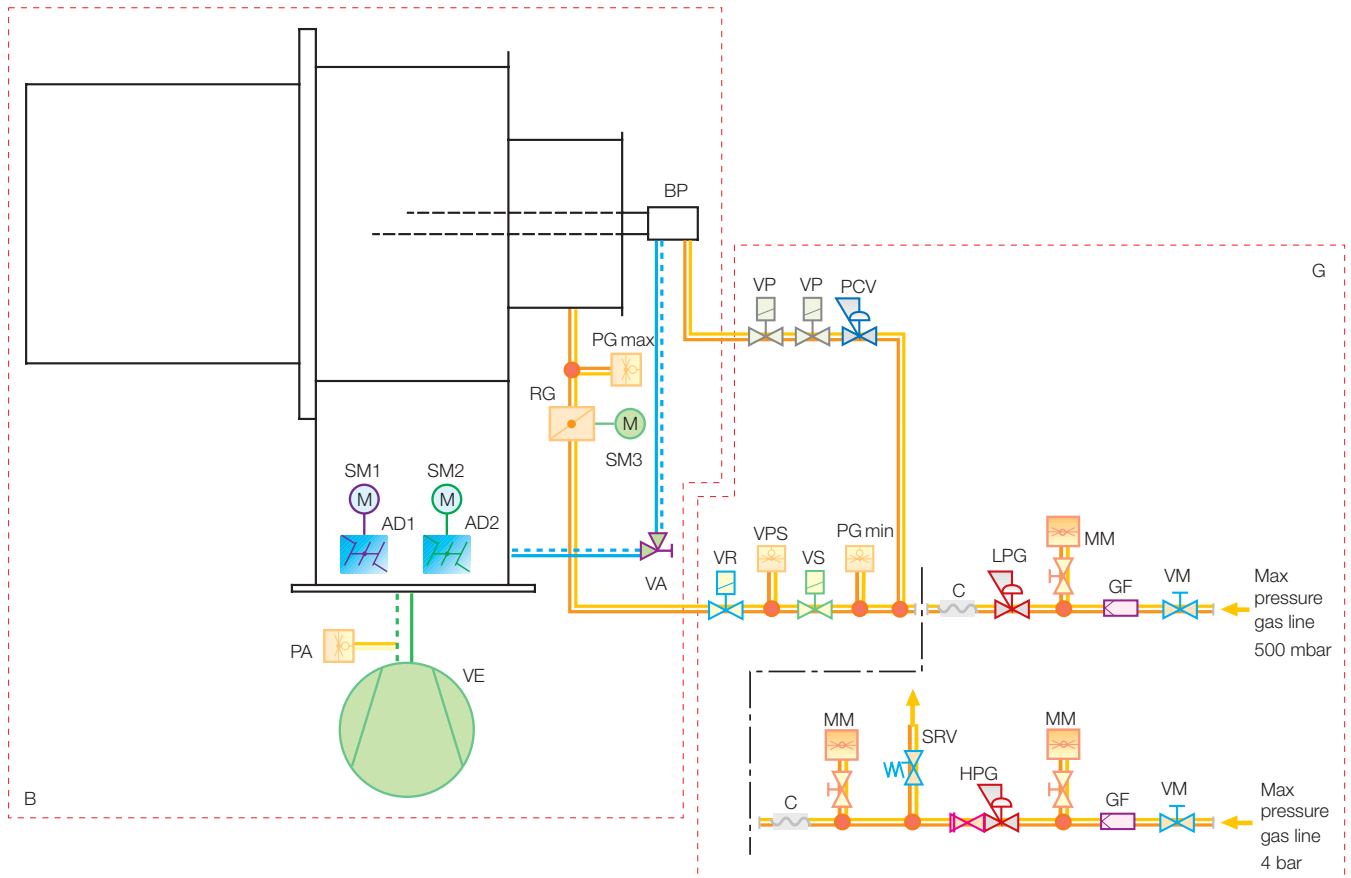 BP
G
VP
VP
PCV
PG max
RG
M
SM3
SM1
SM2
M
M
AD1
AD2
VA
VR
VPS
VS
PG min
C
LPG
MM
GF
VM
Max
pressure
gas line
500 mbar
PA
VE
B
MM
SRV
MM
C
HPG
GF
VM
Max
pressure
gas line
4 bar